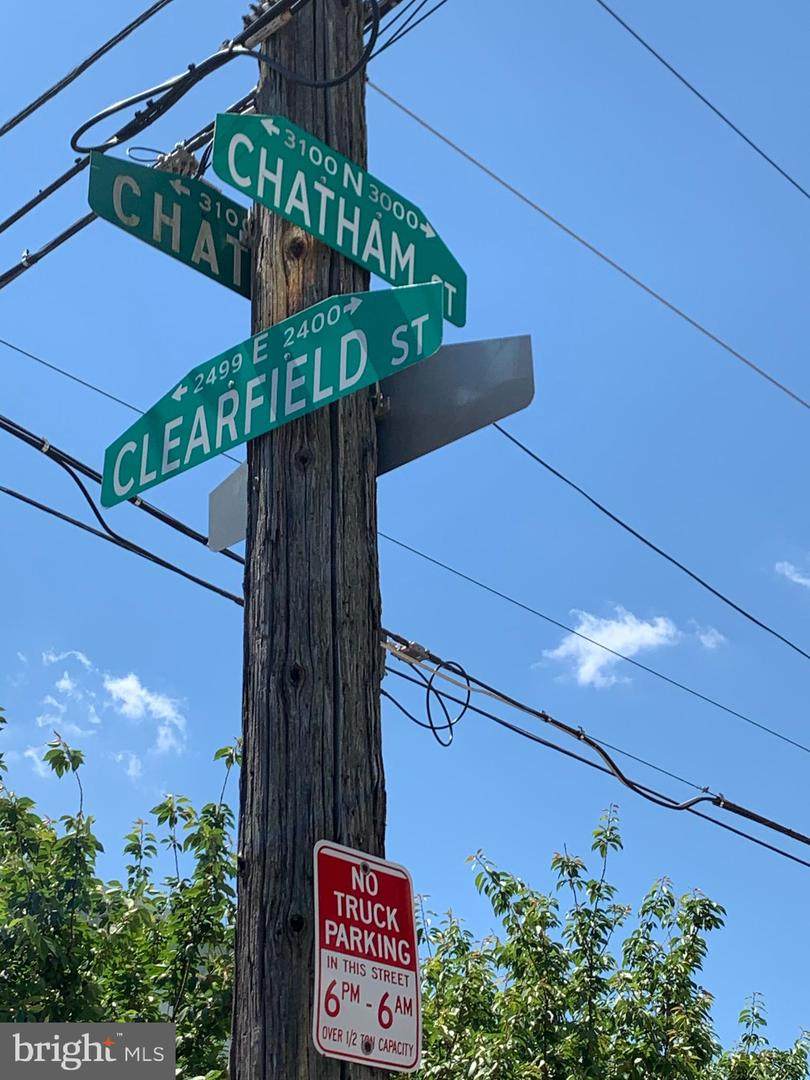 ← 3100 N 3000 →
CHATHAM ST
← 310
CHAT
← 2499 E 2400 →
CLEARFIELD ST
NO
TRUCK
PARKING
IN THIS STREET
6PM - 6AM
OVER 1/2 TON CAPACITY
bright MLS